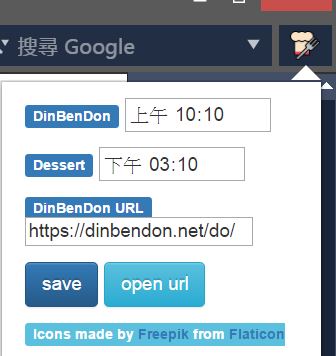 搜尋 Google
DinBenDon 上午 10:10
Dessert 下午 03:10
DinBenDon URL
https://dinbendon.net/do/
save open url
Icons made by Freepik from Flaticon